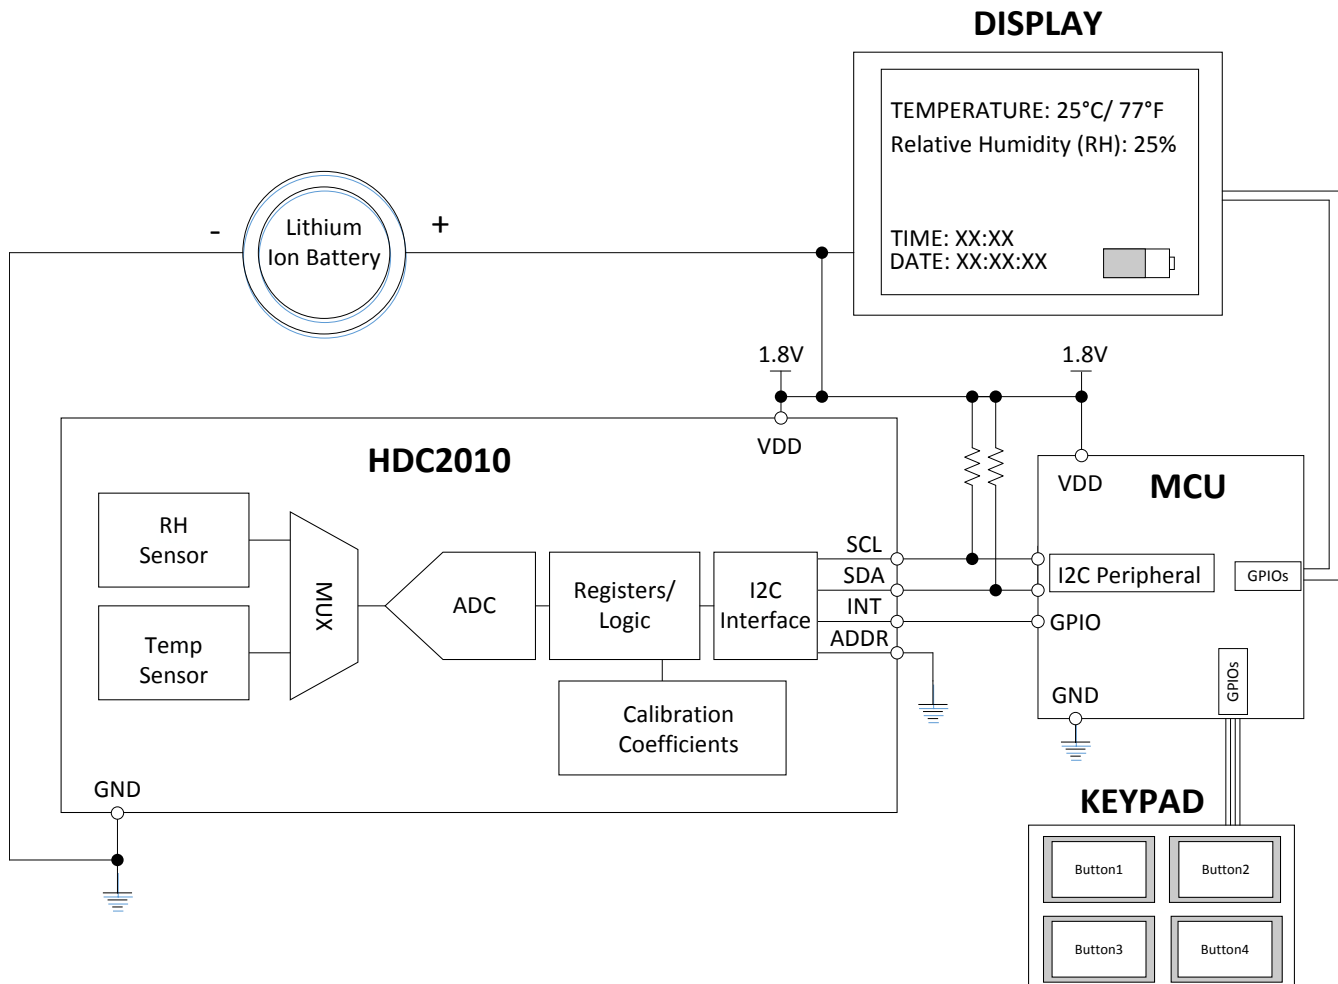 DISPLAY
TEMPERATURE: 25°C/ 77°F
Relative Humidity (RH): 25%
TIME: XX:XX
DATE: XX:XX:XX
-
Lithium
Ion Battery
+
1.8V
1.8V
VDD
HDC2010
RH
Sensor
Temp
Sensor
MUX
ADC
Registers/
Logic
I2C
Interface
Calibration
Coefficients
SCL
SDA
INT
ADDR
GND
VDD
MCU
I2C Peripheral
GPIOs
GPIO
GPIOs
GND
KEYPAD
Button1
Button2
Button3
Button4